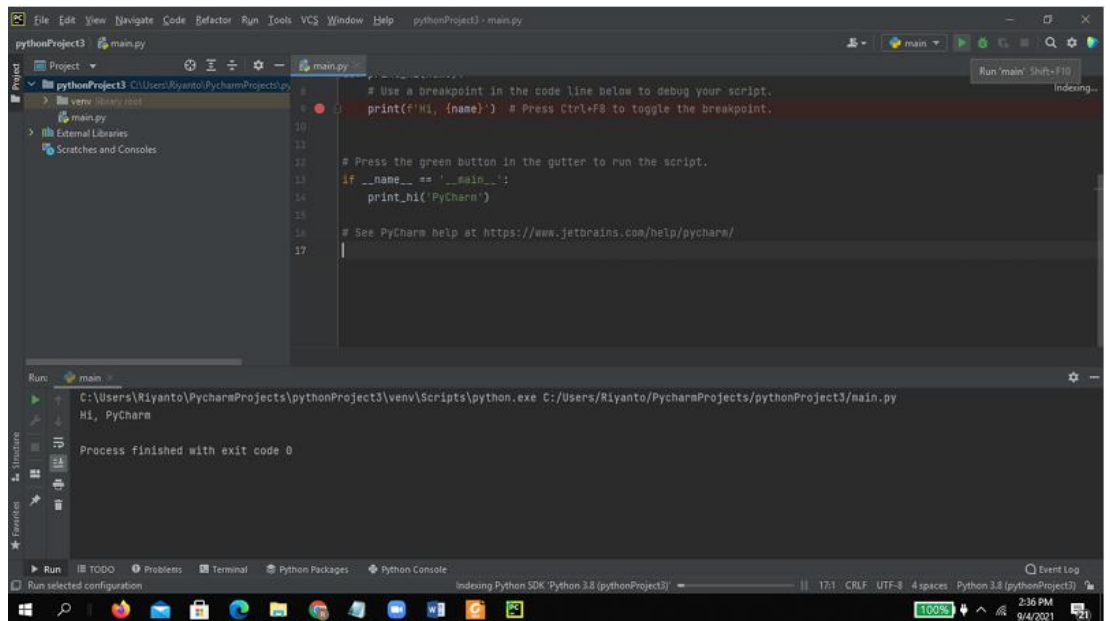 File Edit View Navigate Code Refactor Run Tools VCS Window Help pythonProject3 - main.py
pythonProject3 main.py
main
Project
main.py
Run 'main' Shift+F10
Indexing...
pythonProject3 C:\Users\Riyanto\PycharmProjects\py
venv library root
main.py
External Libraries
Scratches and Consoles
8 # Use a breakpoint in the code line below to debug your script.
9 print(f'Hi, {name}') # Press Ctrl+F8 to toggle the breakpoint.
10
11
12 # Press the green button in the gutter to run the script.
13 if __name__ == '__main__':
14 print_hi('PyCharm')
15
16 # See PyCharm help at https://www.jetbrains.com/help/pycharm/
17
Project
Structure
Favorites
Run: main
C:\Users\Riyanto\PycharmProjects\pythonProject3\venv\Scripts\python.exe C:/Users/Riyanto/PycharmProjects/pythonProject3/main.py
Hi, PyCharm
Process finished with exit code 0
Run TODO Problems Terminal Python Packages Python Console Event Log
Run selected configuration Indexing Python SDK 'Python 3.8 (pythonProject3)' 17:1 CRLF UTF-8 4 spaces Python 3.8 (pythonProject3)
100% 2:36 PM
9/4/2021 21